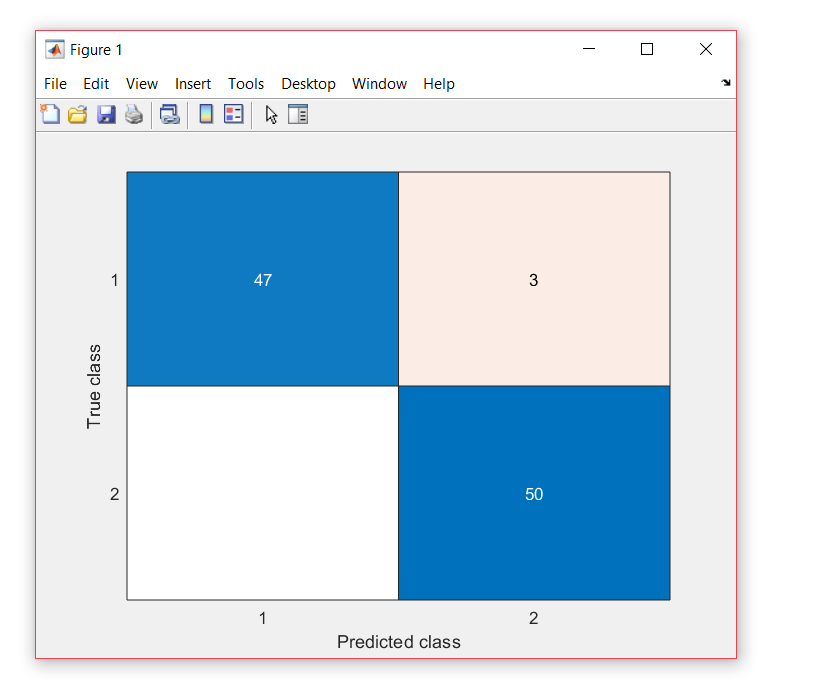 Figure 1
File Edit View Insert Tools Desktop Window Help
47 3
1
True class
2
50
1 2
Predicted class